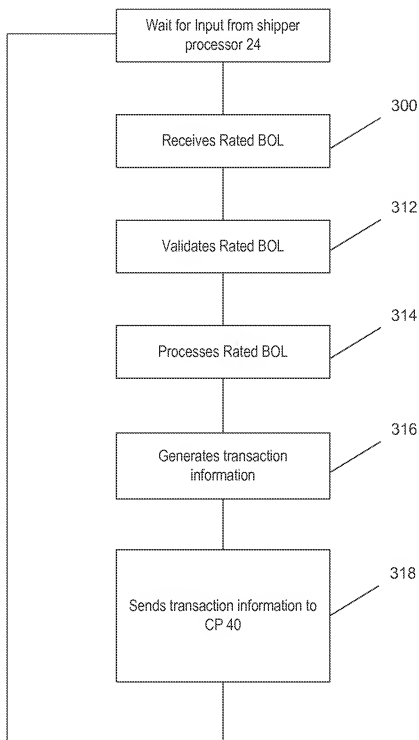 Wait for Input from shipper
processor 24
300
Receives Rated BOL
312
Validates Rated BOL
314
Processes Rated BOL
316
Generates transaction
information
318
Sends transaction information to
CP 40